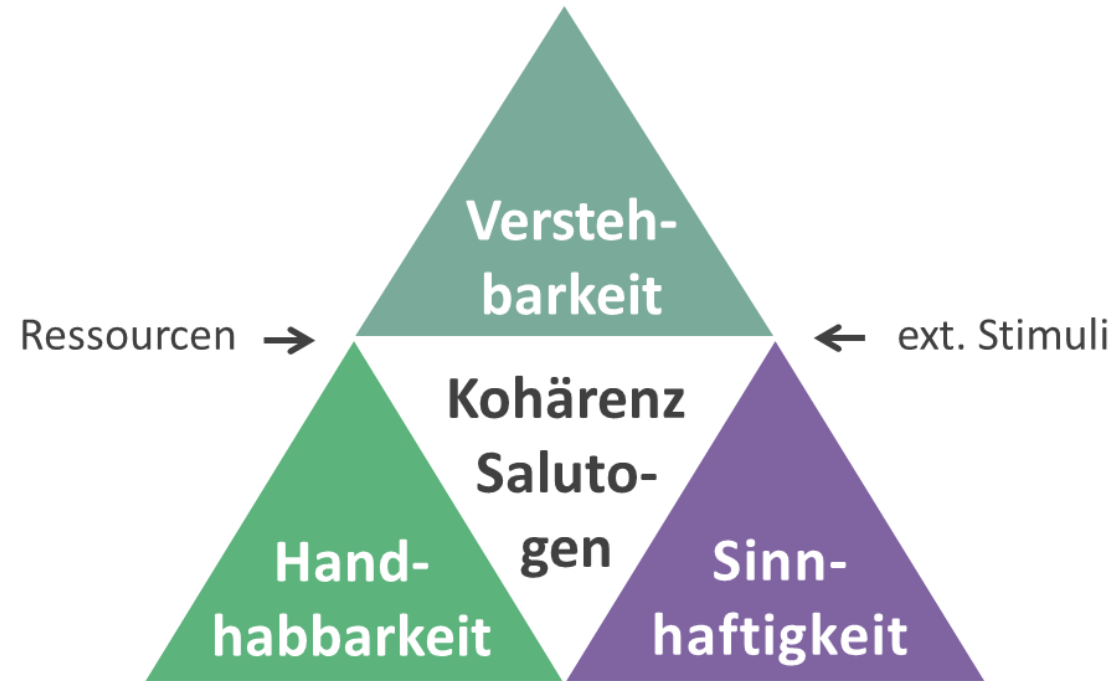 Versteh-
barkeit
Ressourcen → ← ext. Stimuli
Kohärenz
Saluto-
gen
Hand-
habbarkeit
Sinn-
haftigkeit